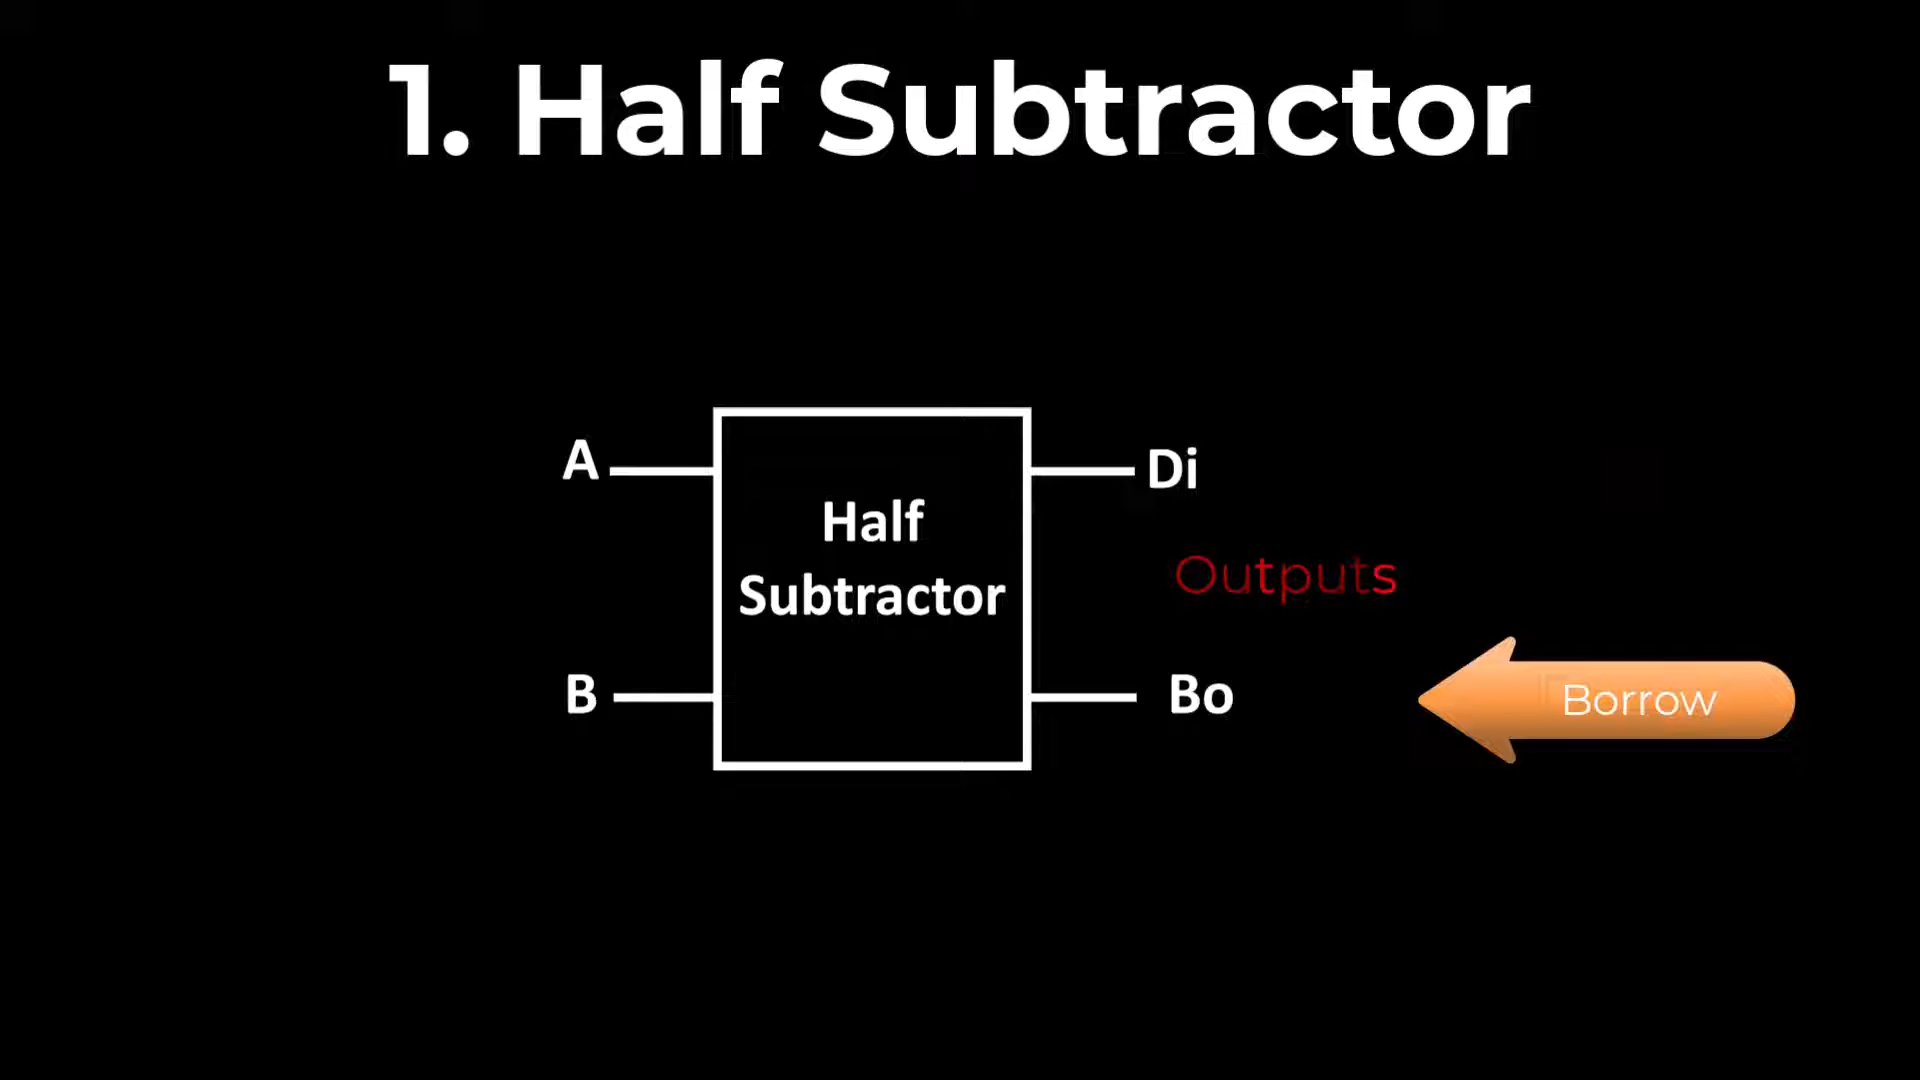 1. Half Subtractor
A
Di
Half
Subtractor
Outputs
B
Bo
Borrow